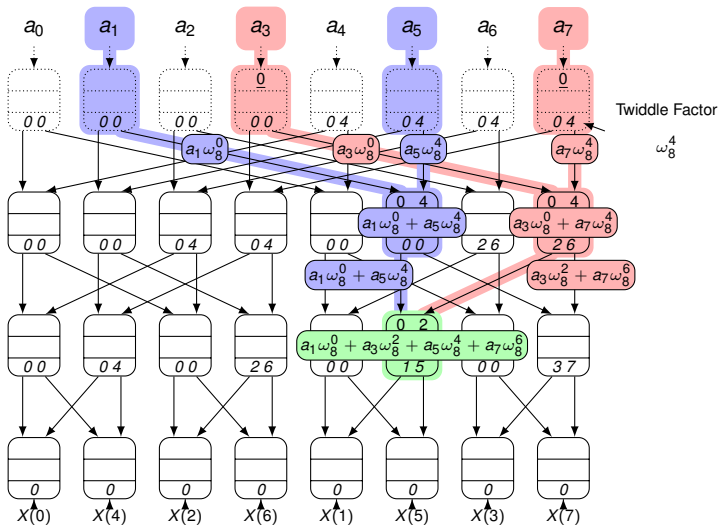 a₀ a₁ a₂ a₃ a₄ a₅ a₆ a₇
0 0
0 0 0 0 0 0 0 0 0 4 0 4 0 4 0 4
Twiddle Factor
ω₈⁴
a₁ω₈⁰ a₃ω₈⁰ a₅ω₈⁴ a₇ω₈⁴
0 4 0 4
a₁ω₈⁰ + a₅ω₈⁴ a₃ω₈⁰ + a₇ω₈⁴
0 0 0 0 0 4 0 4 0 0 0 0 2 6 2 6
a₁ω₈⁰ + a₅ω₈⁴ a₃ω₈² + a₇ω₈⁶
0 2
a₁ω₈⁰ + a₃ω₈² + a₅ω₈⁴ + a₇ω₈⁶
0 0 0 4 0 0 2 6 0 0 1 5 0 0 3 7
0 0 0 0 0 0 0 0
X(0) X(4) X(2) X(6) X(1) X(5) X(3) X(7)